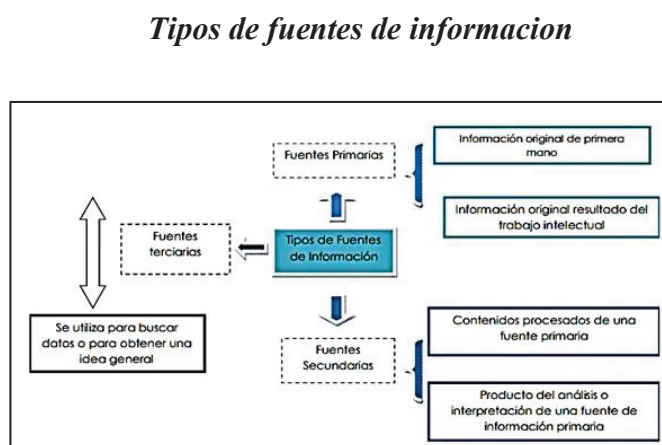 Tipos de fuentes de informacion
Fuentes Primarias
Información original de primera
mano
Información original resultado del
trabajo intelectual
Fuentes
terciarias
Tipos de Fuentes
de Información
Se utiliza para buscar
datos o para obtener una
idea general
Fuentes
Secundarias
Contenidos procesados de una
fuente primaria
Producto del análisis o
interpretación de una fuente de
información primaria